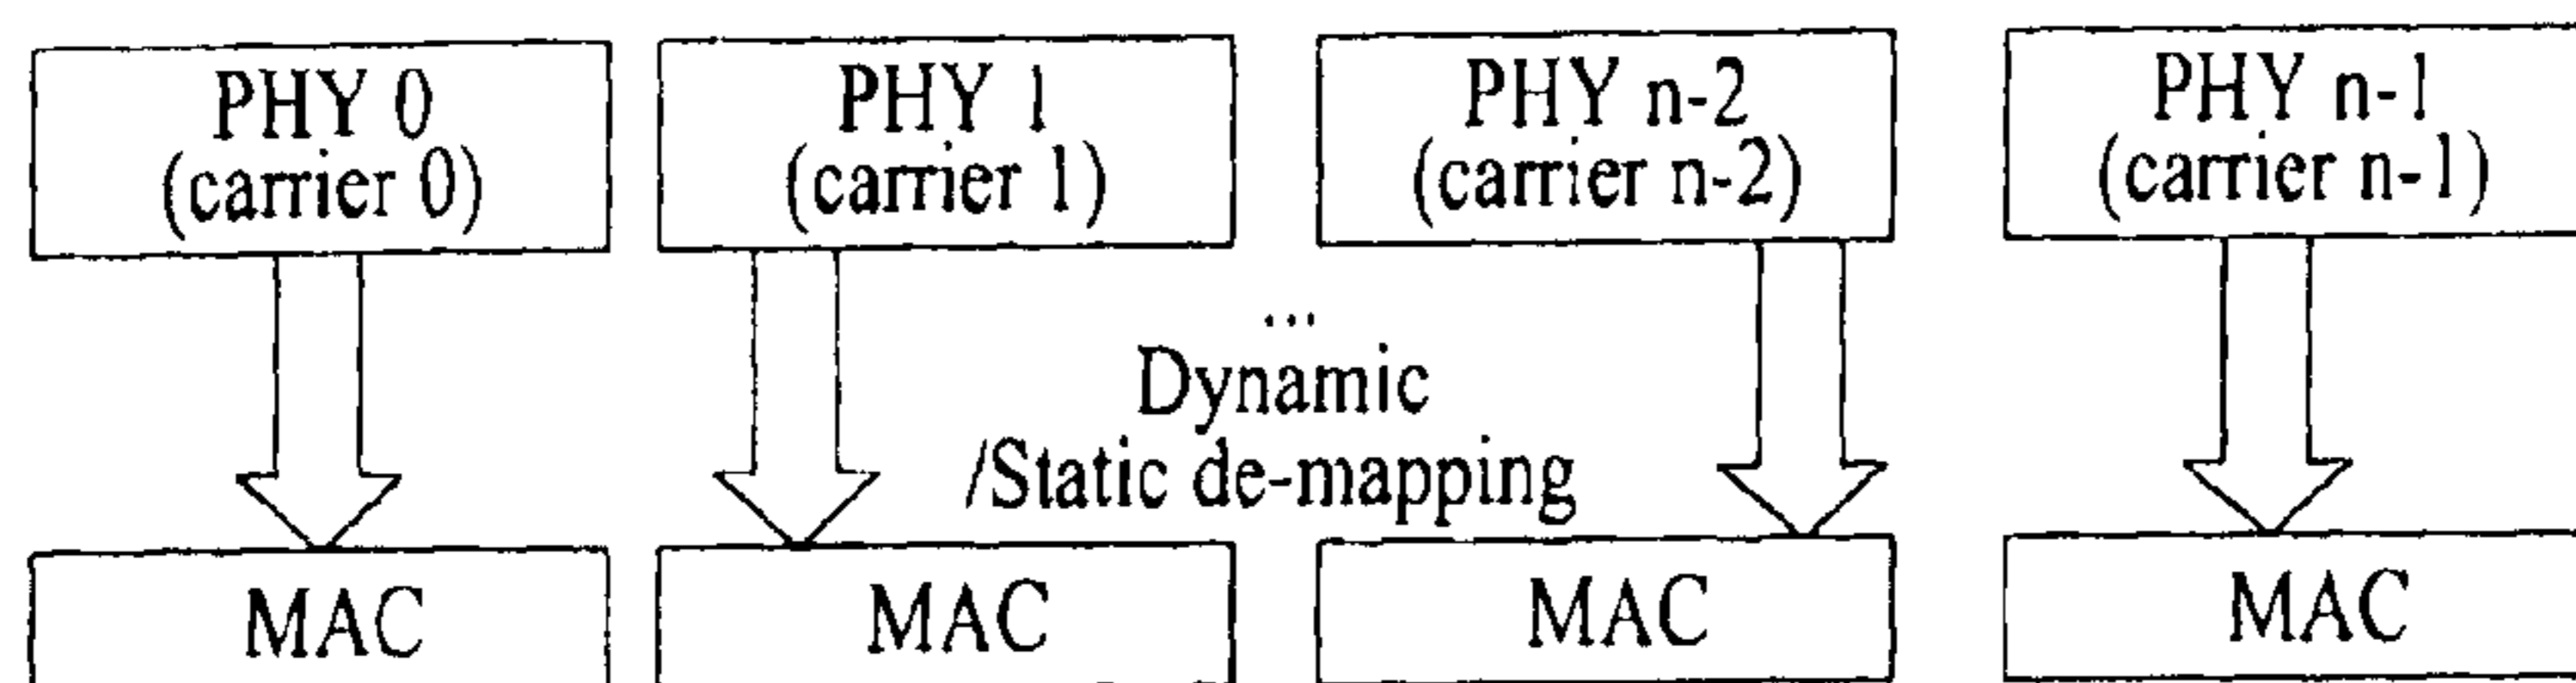 PHY 0
(carrier 0)
PHY 1
(carrier 1)
PHY n-2
(carrier n-2)
PHY n-1
(carrier n-1)
...
Dynamic
/Static de-mapping
MAC
MAC
MAC
MAC